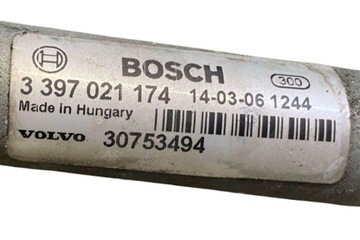 BOSCH
300
3 397 021 174 14-03-06 1244
Made in Hungary
VOLVO 30753494